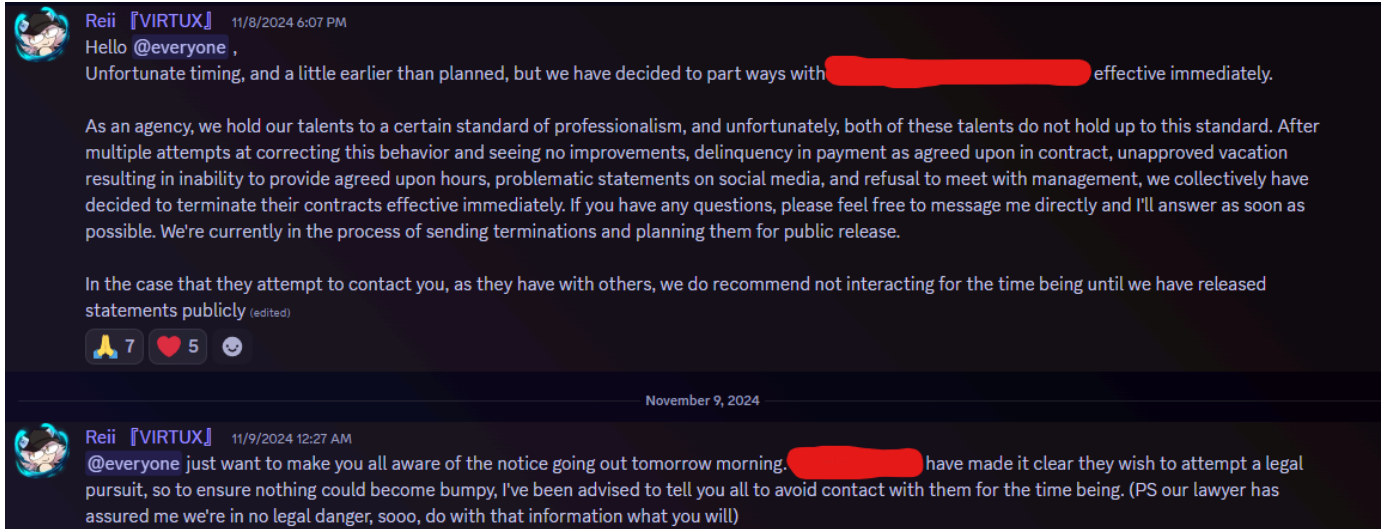 Reii『VIRTUX』 11/8/2024 6:07 PM
Hello @everyone ,
Unfortunate timing, and a little earlier than planned, but we have decided to part ways with effective immediately.
As an agency, we hold our talents to a certain standard of professionalism, and unfortunately, both of these talents do not hold up to this standard. After
multiple attempts at correcting this behavior and seeing no improvements, delinquency in payment as agreed upon in contract, unapproved vacation
resulting in inability to provide agreed upon hours, problematic statements on social media, and refusal to meet with management, we collectively have
decided to terminate their contracts effective immediately. If you have any questions, please feel free to message me directly and I'll answer as soon as
possible. We're currently in the process of sending terminations and planning them for public release.
In the case that they attempt to contact you, as they have with others, we do recommend not interacting for the time being until we have released
statements publicly (edited)
7 5
November 9, 2024
Reii『VIRTUX』 11/9/2024 12:27 AM
@everyone just want to make you all aware of the notice going out tomorrow morning. have made it clear they wish to attempt a legal
pursuit, so to ensure nothing could become bumpy, I've been advised to tell you all to avoid contact with them for the time being. (PS our lawyer has
assured me we're in no legal danger, sooo, do with that information what you will)